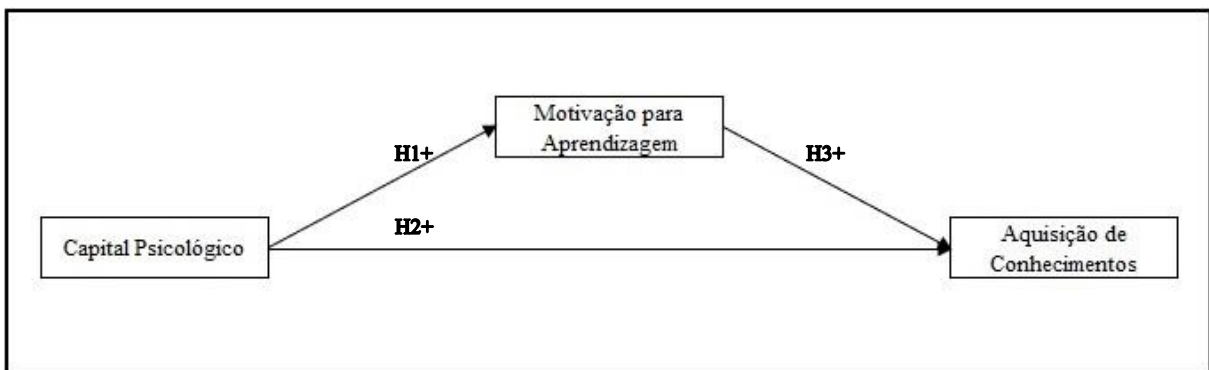 Motivação para
Aprendizagem
H1+
H3+
H2+
Capital Psicológico
Aquisição de
Conhecimentos